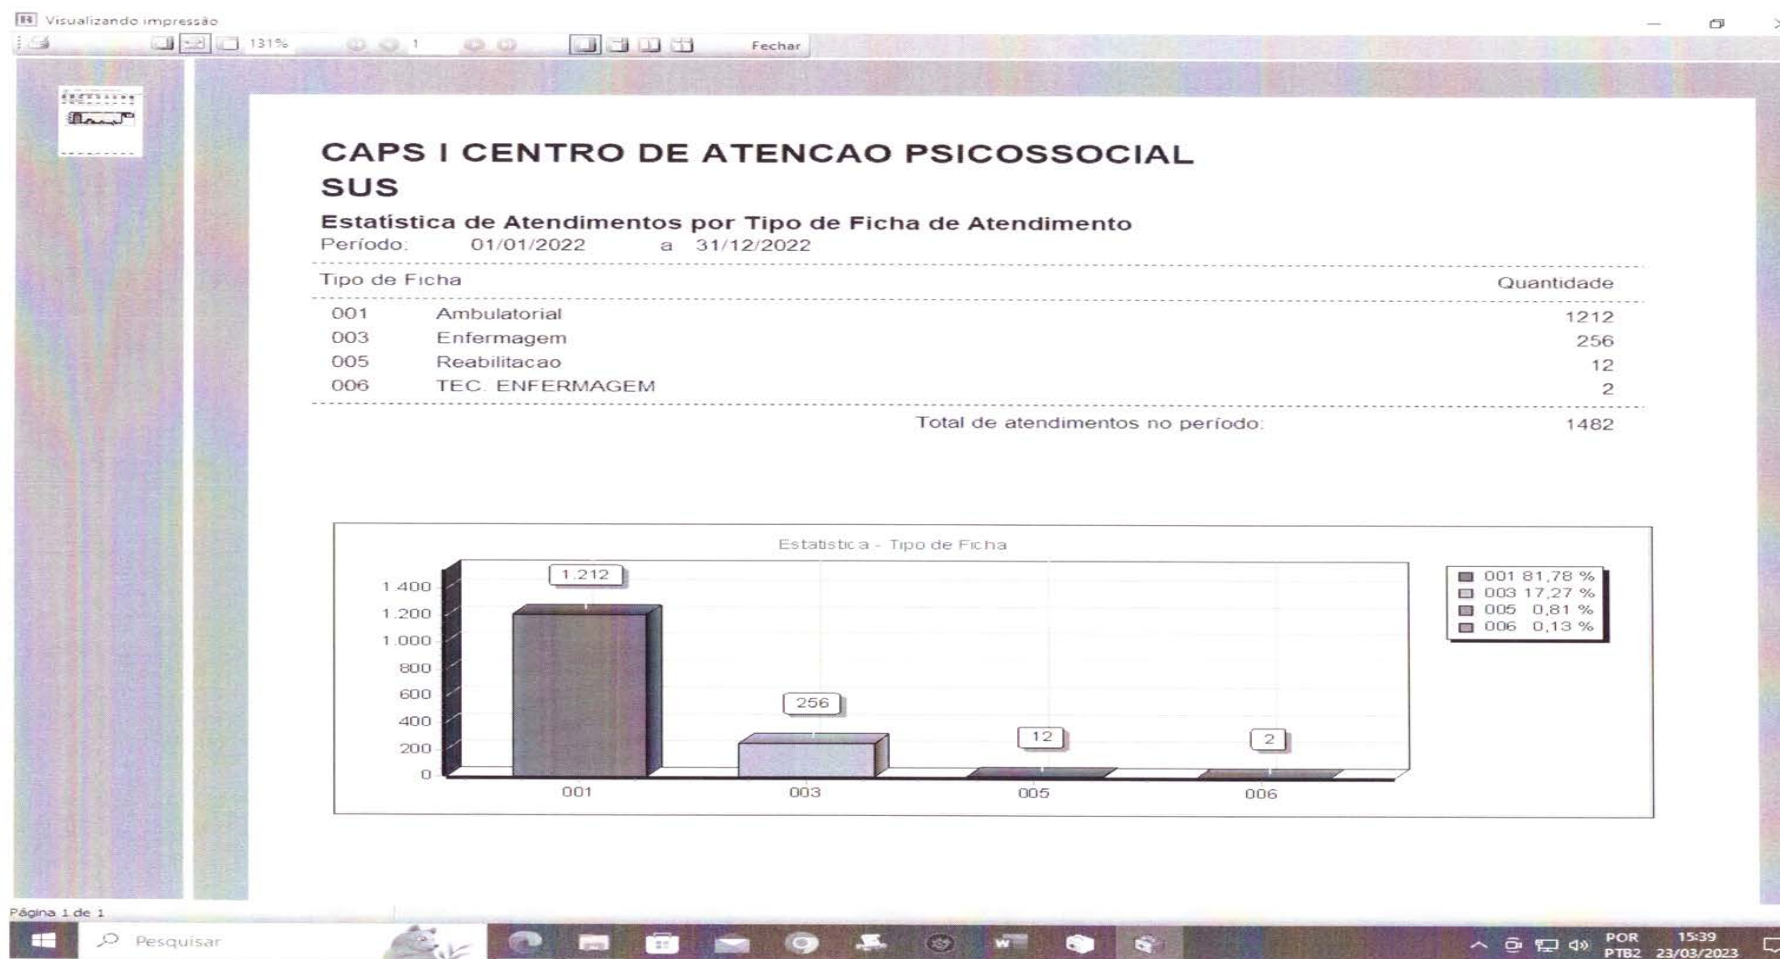 Visualizando impressão
131% 1 Fechar
CAPS I CENTRO DE ATENCAO PSICOSSOCIAL
SUS
Estatística de Atendimentos por Tipo de Ficha de Atendimento
Período: 01/01/2022 a 31/12/2022
Tipo de Ficha Quantidade
001 Ambulatorial 1212
003 Enfermagem 256
005 Reabilitacao 12
006 TEC. ENFERMAGEM 2
Total de atendimentos no período: 1482
Estatistica - Tipo de Ficha
1.212
256
12
2
1.400
1.200
1.000
800
600
400
200
0
001 003 005 006
001 81,78 %
003 17,27 %
005 0,81 %
006 0,13 %
Página 1 de 1
Pesquisar
POR 15:39
PTB2 23/03/2023